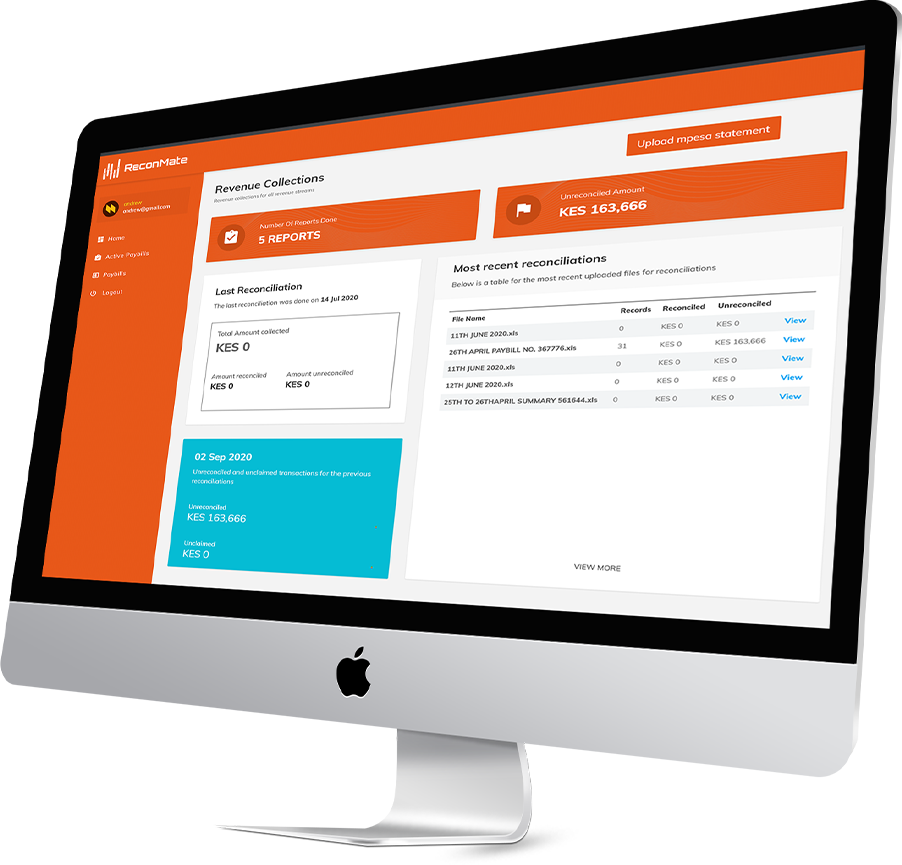 ReconMate
andrew
andrew@gmail.com
Home
Active Paybills
Paybills
Logout
Upload mpesa statement
Revenue Collections
Revenue collections for all revenue streams
Number Of Reports Done
5 REPORTS
Unreconciled Amount
KES 163,666
Last Reconciliation
The last reconciliation was done on 14 Jul 2020
Total Amount collected
KES 0
Amount reconciled
KES 0
Amount unreconciled
KES 0
02 Sep 2020
Unreconciled and unclaimed transactions for the previous
reconciliations
Unreconciled
KES 163,666
Unclaimed
KES 0
Most recent reconciliations
Below is a table for the most recent uploaded files for reconciliations
File Name Records Reconciled Unreconciled
11TH JUNE 2020.xls 0 KES 0 KES 0 View
26TH APRIL PAYBILL NO. 367776.xls 31 KES 0 KES 163,666 View
11TH JUNE 2020.xls 0 KES 0 KES 0 View
12TH JUNE 2020.xls 0 KES 0 KES 0 View
25TH TO 26THAPRIL SUMMARY 561644.xls 0 KES 0 KES 0 View
VIEW MORE